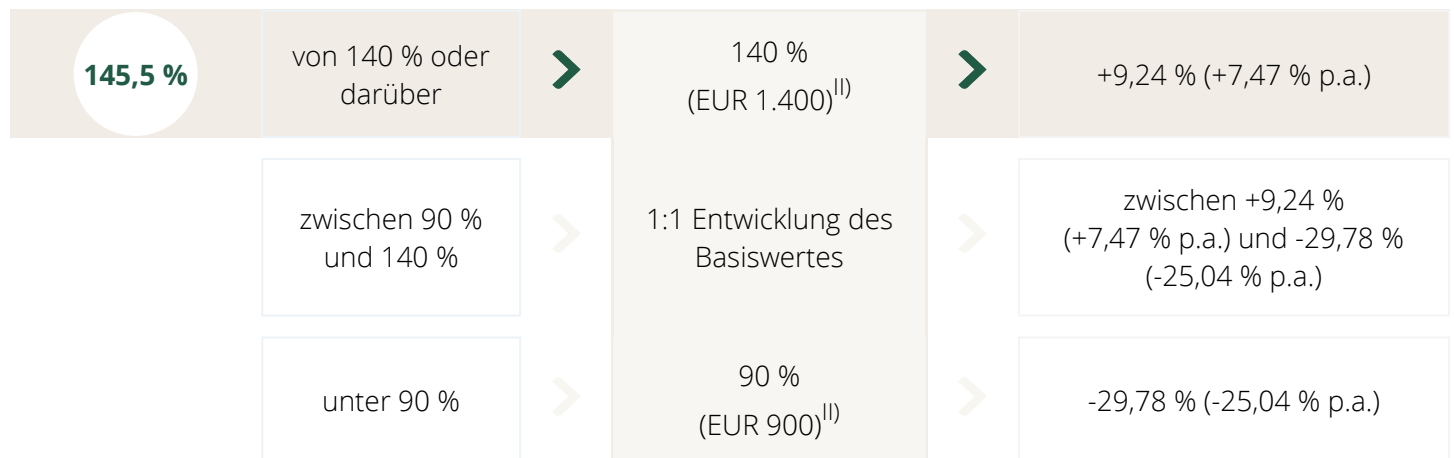 145,5 %
von 140 % oder
darüber
140 %
(EUR 1.400)II)
+9,24 % (+7,47 % p.a.)
zwischen 90 %
und 140 %
1:1 Entwicklung des
Basiswertes
zwischen +9,24 %
(+7,47 % p.a.) und -29,78 %
(-25,04 % p.a.)
unter 90 %
90 %
(EUR 900)II)
-29,78 % (-25,04 % p.a.)